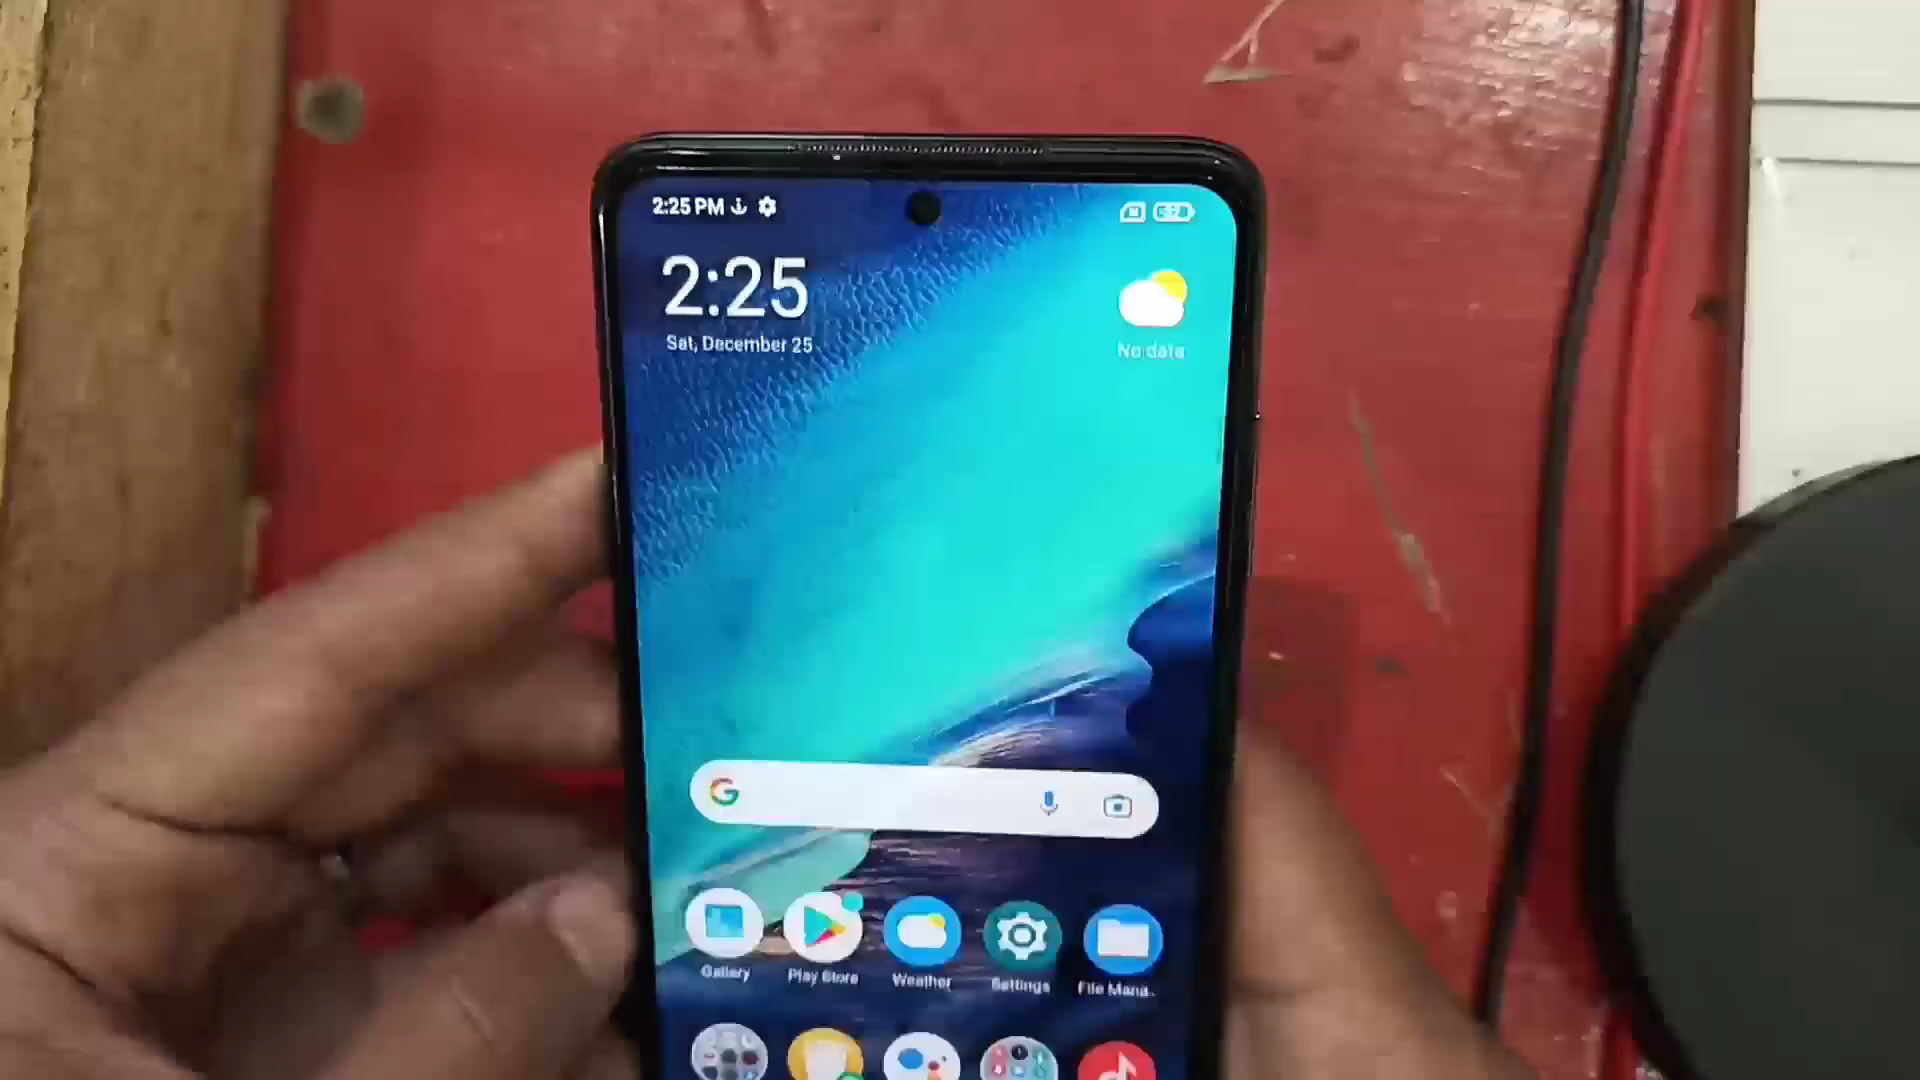 2:25 PM
2:25
Sat, December 25
No data
G
Gallery
Play Store
Weather
Settings
File Mana..